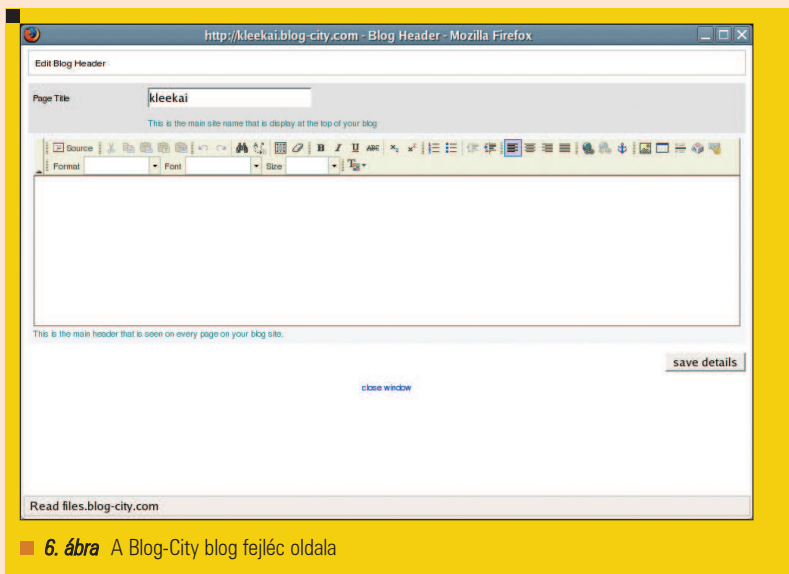 http://kleekai.blog-city.com - Blog Header - Mozilla Firefox
Edit Blog Header
Page Title kleekai
This is the main site name that is display at the top of your blog
Source B I U ABC
Format Font Size
This is the main header that is seen on every page on your blog site.
save details
close window
Read files.blog-city.com
6. ábra A Blog-City blog fejléc oldala